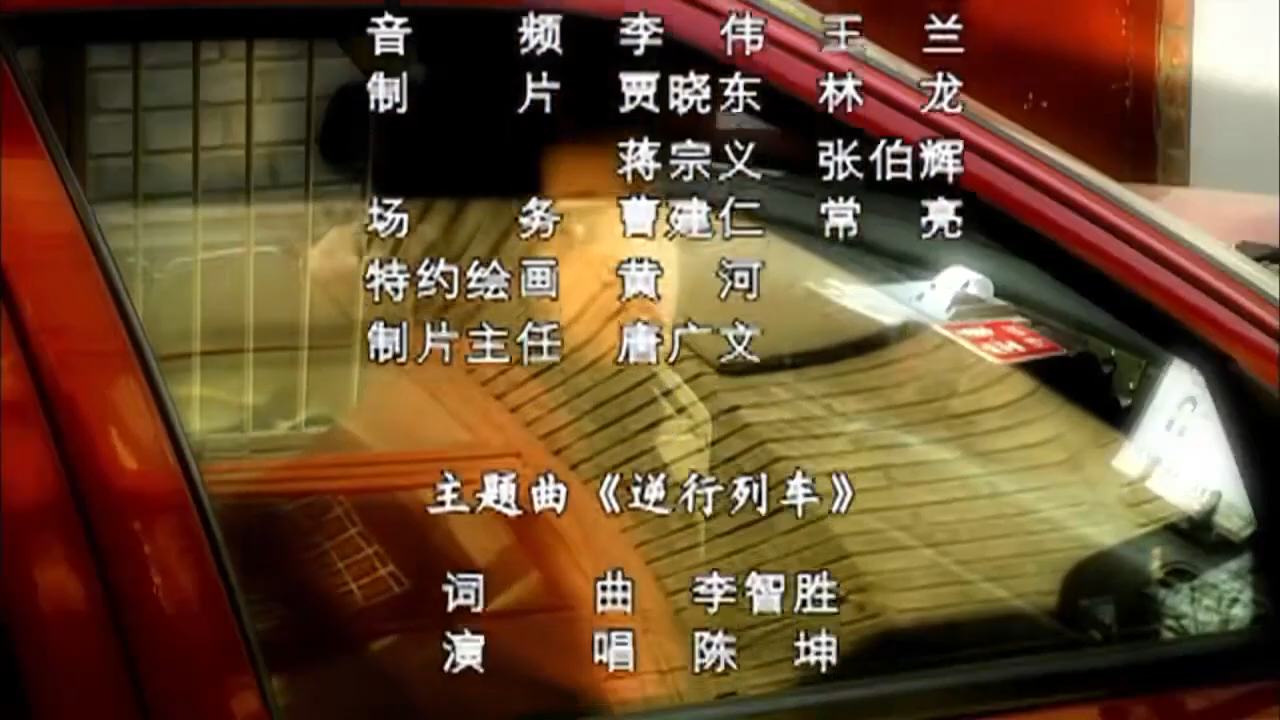 音频 李伟 王兰
制片 贾晓东 林龙
蒋宗义 张伯辉
场务 曹建仁 常亮
特约绘画 黄河
制片主任 唐广文
主题曲《逆行列车》
词曲 李智胜
演唱 陈坤